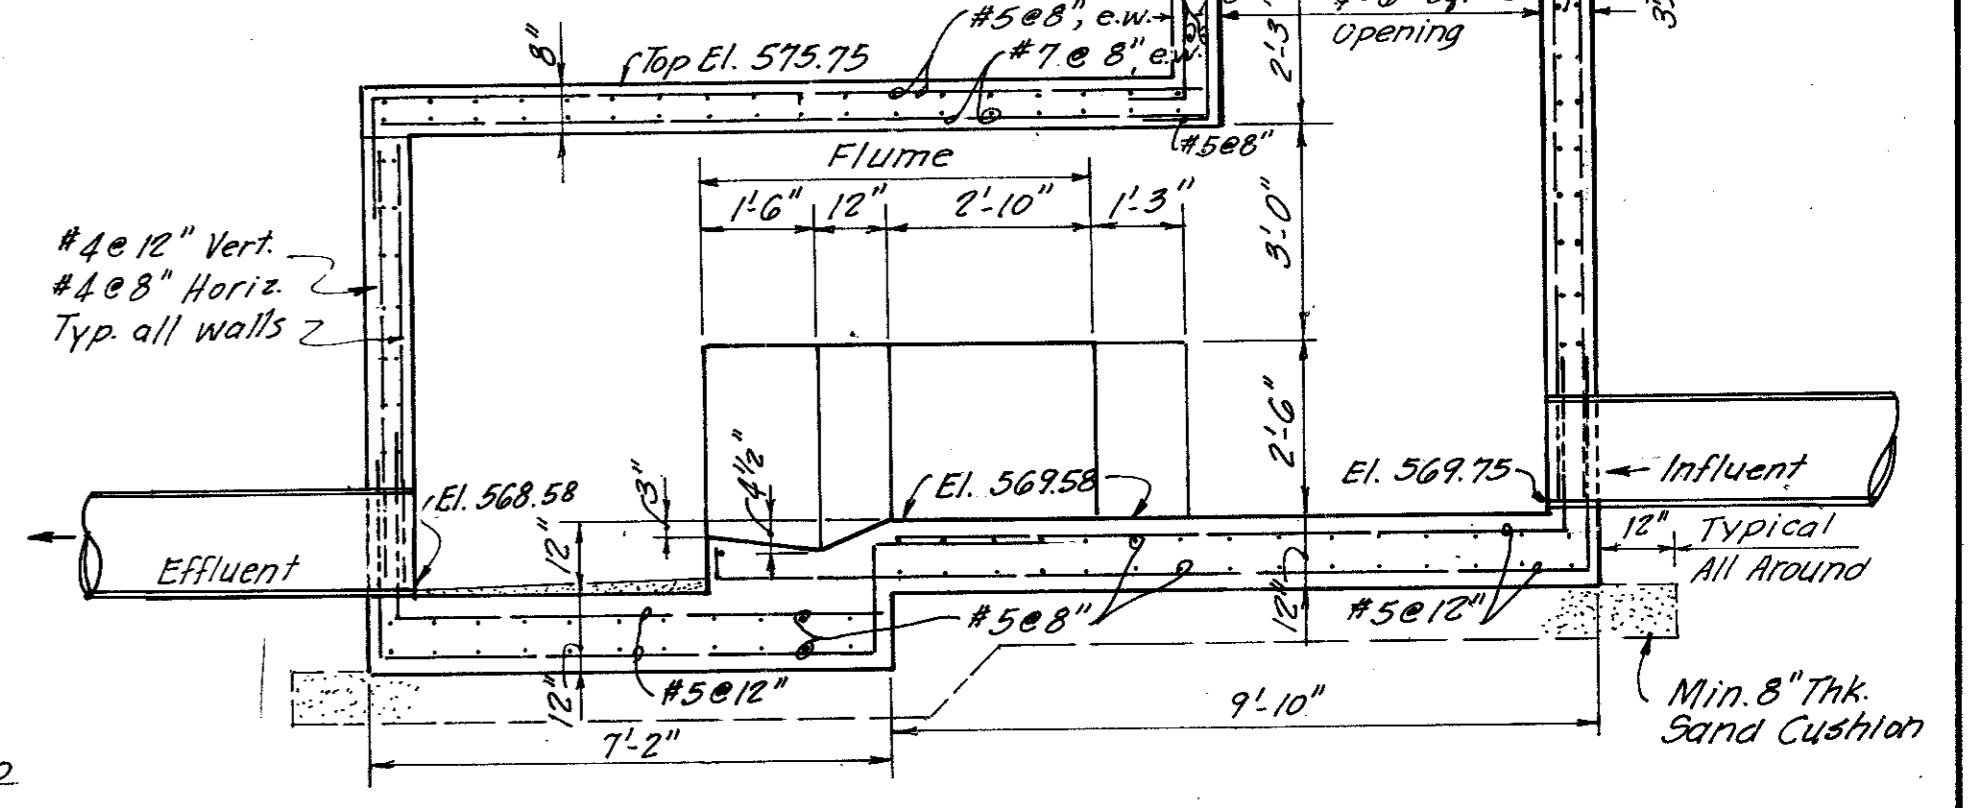 #5@8", e.w.
#7@8", e.w.
Opening
2'-3"
8"
Top El. 575.75
#5@8"
Flume
1'-6"
12"
2'-10"
1'-3"
3'-0"
#4@12" Vert.
#4@8" Horiz.
Typ. all walls
2'-6"
3"
4½"
El. 568.58
El. 569.58
El. 569.75
Influent
12"
Effluent
12"
Typical
All Around
#5@8"
12"
#5@12"
12"
#5@12"
7'-2"
9'-10"
Min. 8" Thk.
Sand Cushion